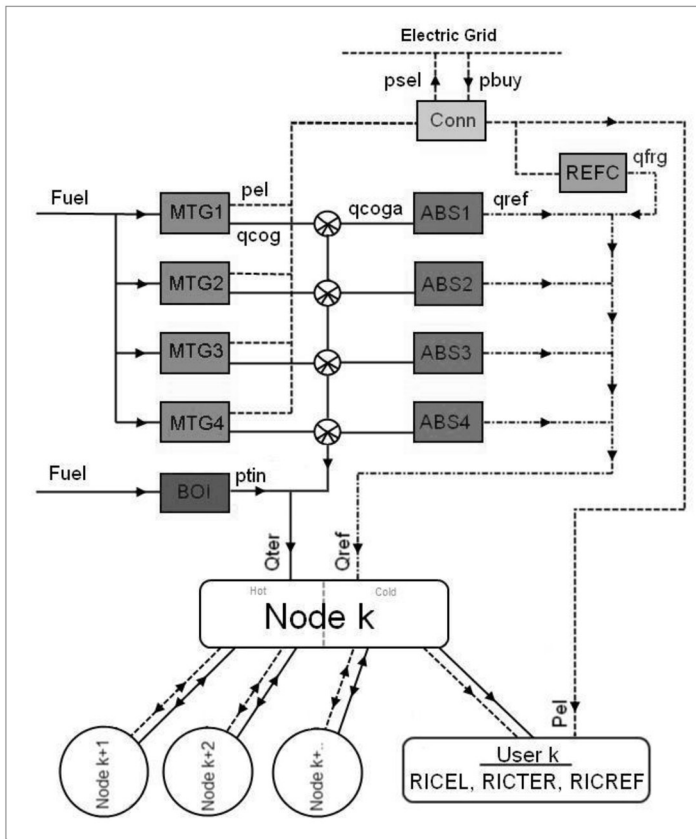 Electric Grid
psel
pbuy
Conn
REFC
qfrg
Fuel
MTG1
pel
qcog
qcoga
ABS1
qref
MTG2
ABS2
MTG3
ABS3
MTG4
ABS4
Fuel
BOI
ptin
Qter
Qref
Hot
Cold
Node k
Pel
Node k+1
Node k+2
Node k+..
User k
RICEL, RICTER, RICREF